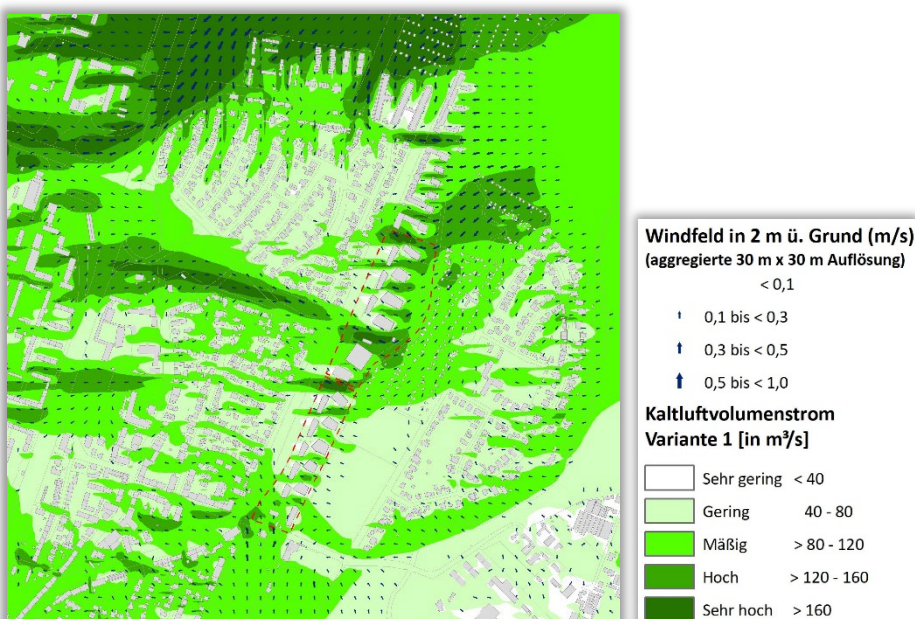 Windfeld in 2 m ü. Grund (m/s)
(aggregierte 30 m x 30 m Auflösung)
< 0,1
0,1 bis < 0,3
0,3 bis < 0,5
0,5 bis < 1,0
Kaltluftvolumenstrom
Variante 1 [in m³/s]
Sehr gering < 40
Gering 40 - 80
Mäßig > 80 - 120
Hoch > 120 - 160
Sehr hoch > 160